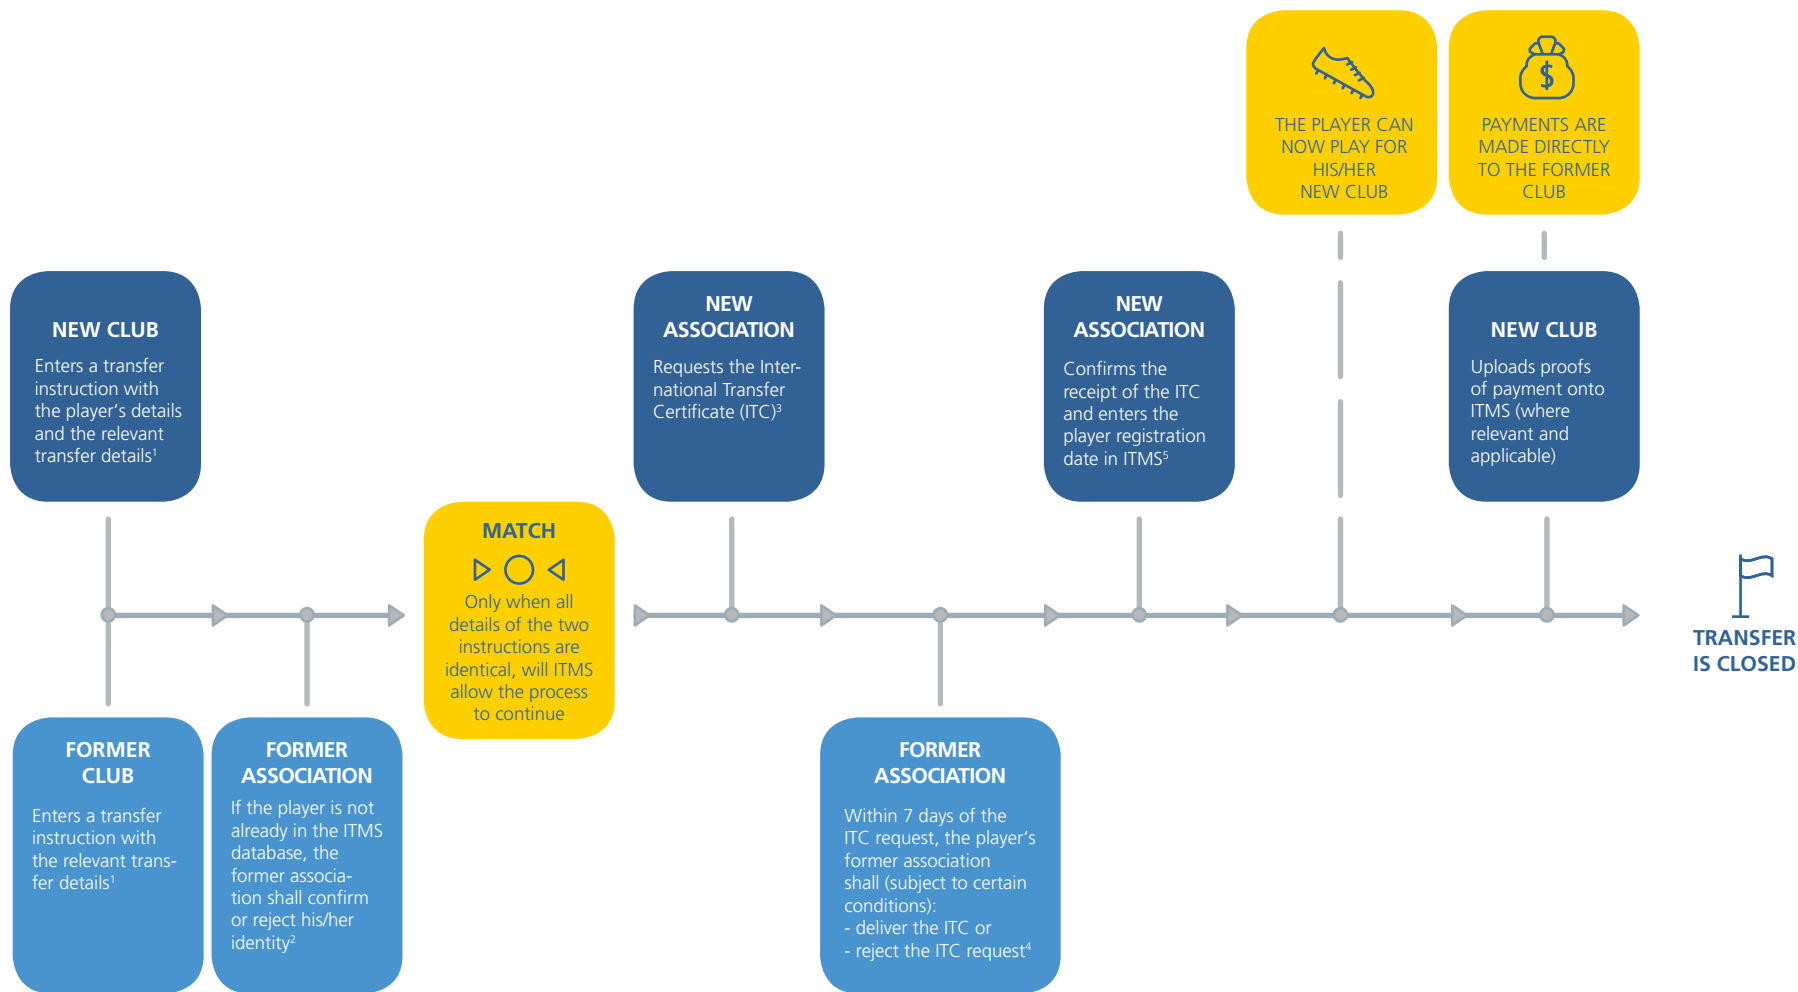 THE PLAYER CAN
NOW PLAY FOR
HIS/HER
NEW CLUB
$
PAYMENTS ARE
MADE DIRECTLY
TO THE FORMER
CLUB
NEW CLUB
Enters a transfer
instruction with
the player's details
and the relevant
transfer details¹
NEW
ASSOCIATION
Requests the Inter-
national Transfer
Certificate (ITC)³
NEW
ASSOCIATION
Confirms the
receipt of the ITC
and enters the
player registration
date in ITMS⁵
NEW CLUB
Uploads proofs
of payment onto
ITMS (where
relevant and
applicable)
MATCH
Only when all
details of the two
instructions are
identical, will ITMS
allow the process
to continue
TRANSFER
IS CLOSED
FORMER
CLUB
Enters a transfer
instruction with
the relevant trans-
fer details¹
FORMER
ASSOCIATION
If the player is not
already in the ITMS
database, the
former associa-
tion shall confirm
or reject his/her
identity²
FORMER
ASSOCIATION
Within 7 days of the
ITC request, the player's
former association
shall (subject to certain
conditions):
- deliver the ITC or
- reject the ITC request⁴